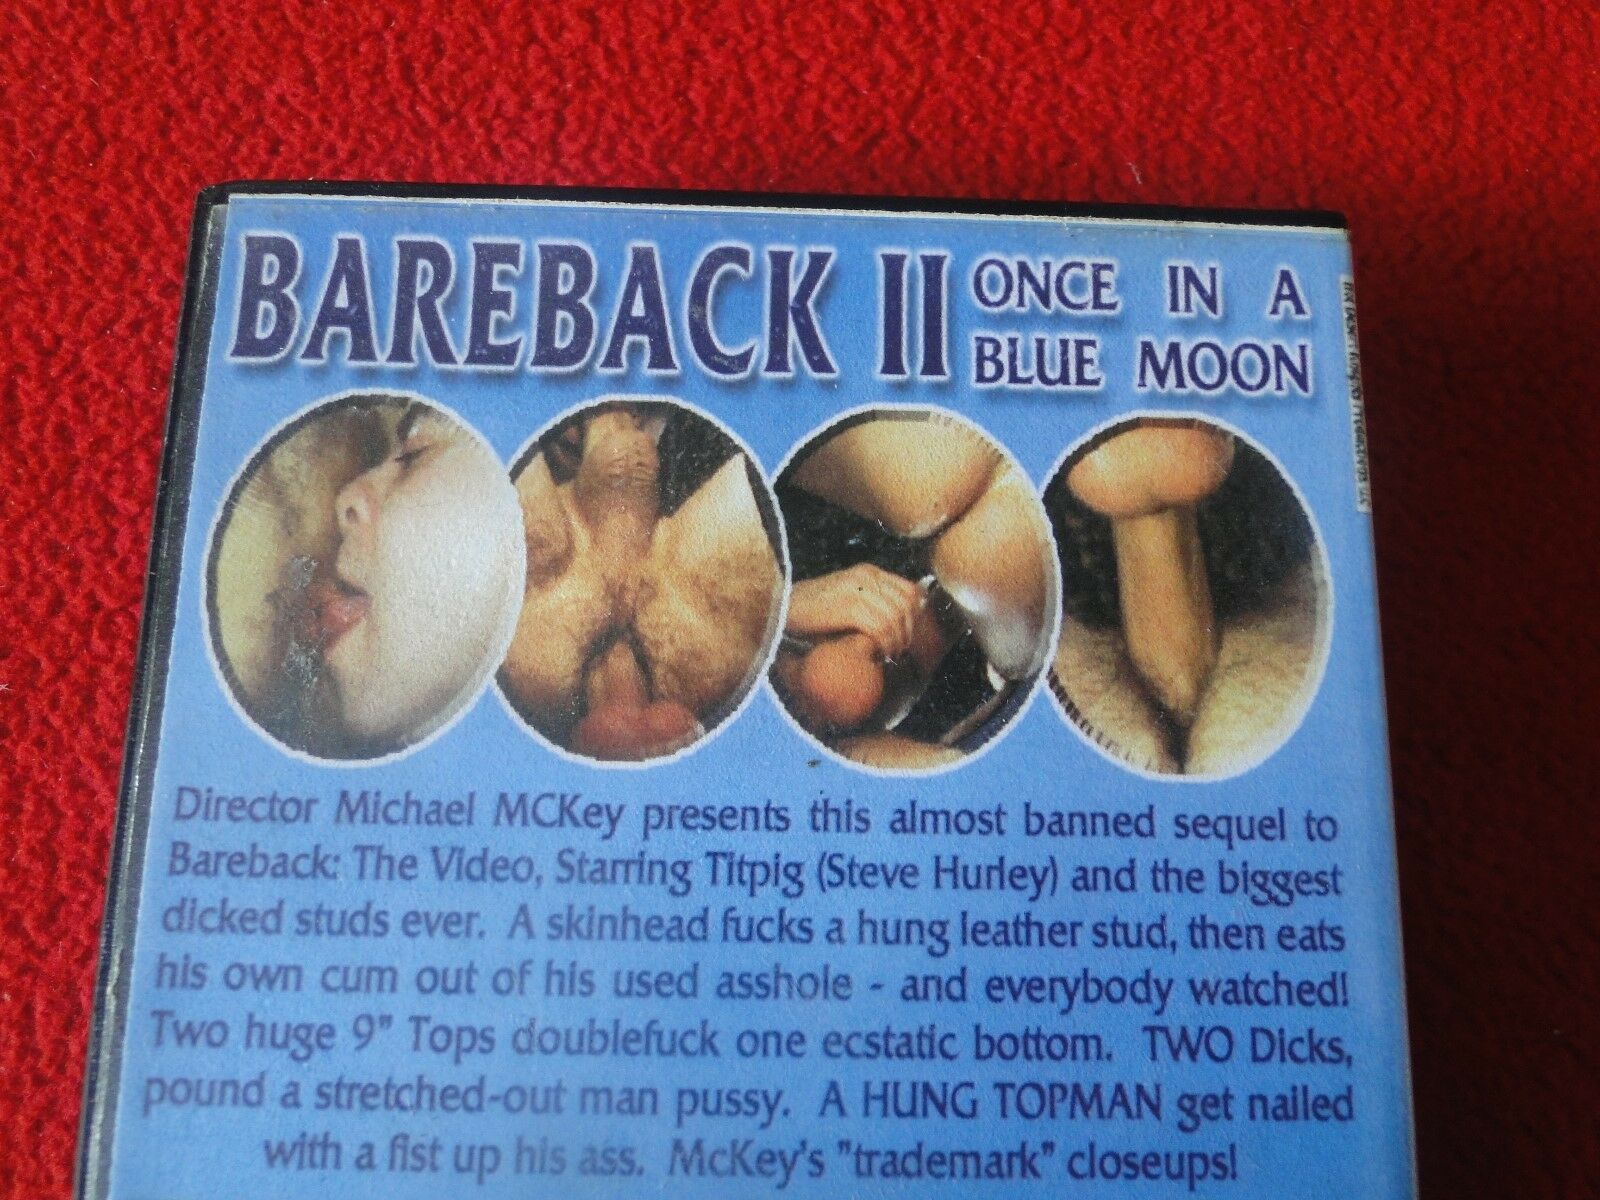 BAREBACK II ONCE IN A
BLUE MOON
Director Michael MCKey presents this almost banned sequel to
Bareback: The Video, Starring Titpig (Steve Hurley) and the biggest
dicked studs ever. A skinhead fucks a hung leather stud, then eats
his own cum out of his used asshole - and everybody watched!
Two huge 9" Tops doublefuck one ecstatic bottom. TWO Dicks,
pound a stretched-out man pussy. A HUNG TOPMAN get nailed
with a fist up his ass. McKey's "trademark" closeups!